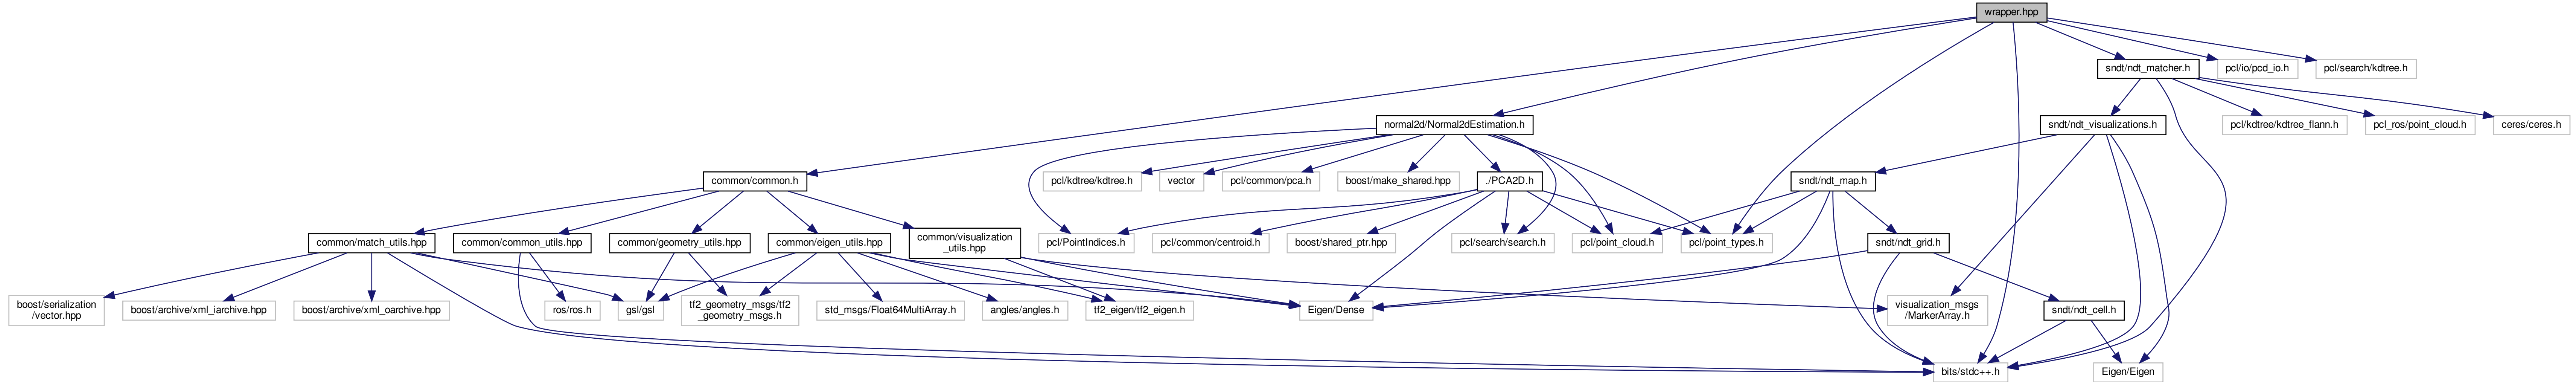 wrapper.hpp
sndt/ndt_matcher.h
pcl/io/pcd_io.h
pcl/search/kdtree.h
normal2d/Normal2dEstimation.h
sndt/ndt_visualizations.h
pcl/kdtree/kdtree_flann.h
pcl_ros/point_cloud.h
ceres/ceres.h
common/common.h
pcl/kdtree/kdtree.h
vector
pcl/common/pca.h
boost/make_shared.hpp
./PCA2D.h
sndt/ndt_map.h
common/match_utils.hpp
common/common_utils.hpp
common/geometry_utils.hpp
common/eigen_utils.hpp
common/visualization
_utils.hpp
pcl/PointIndices.h
pcl/common/centroid.h
boost/shared_ptr.hpp
pcl/search/search.h
pcl/point_cloud.h
pcl/point_types.h
sndt/ndt_grid.h
boost/serialization
/vector.hpp
boost/archive/xml_iarchive.hpp
boost/archive/xml_oarchive.hpp
ros/ros.h
gsl/gsl
tf2_geometry_msgs/tf2
_geometry_msgs.h
std_msgs/Float64MultiArray.h
angles/angles.h
tf2_eigen/tf2_eigen.h
Eigen/Dense
visualization_msgs
/MarkerArray.h
sndt/ndt_cell.h
bits/stdc++.h
Eigen/Eigen